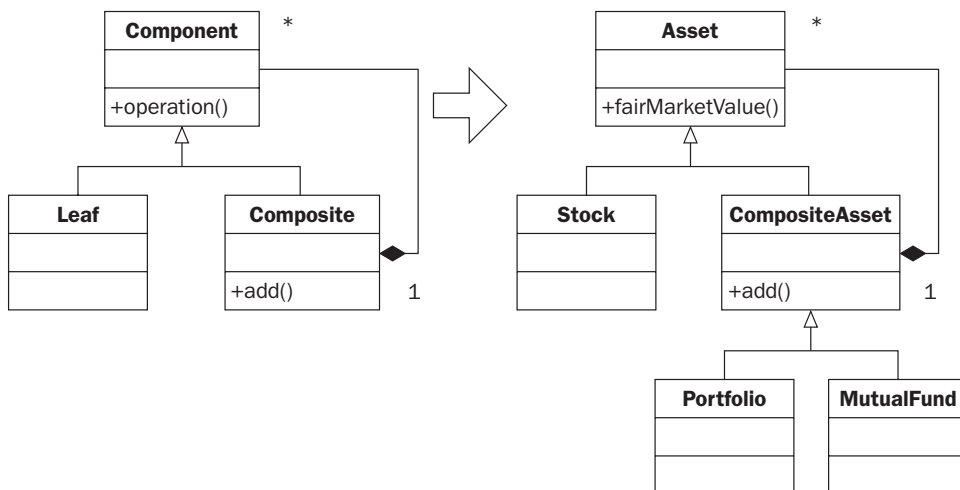 Component
*
+operation()
Leaf
Composite
+add()
1
Asset
*
+fairMarketValue()
Stock
CompositeAsset
+add()
1
Portfolio
MutualFund